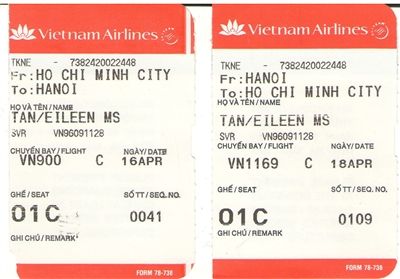 Vietnam Airlines
TKNE - 7382420022448
Fr:HO CHI MINH CITY
To:HANOI
HỌ VÀ TÊN / NAME
TAN/EILEEN MS
SVR VN96091128
CHUYẾN BAY / FLIGHT NGÀY / DATE
VN900 C 16APR
GHẾ / SEAT SỐ TT / SEQ. NO.
01C 0041
GHI CHÚ / REMARK
FORM 78-738
Vietnam Airlines
TKNE - 7382420022448
Fr:HANOI
To:HO CHI MINH CITY
HỌ VÀ TÊN / NAME
TAN/EILEEN MS
SVR VN96091128
CHUYẾN BAY / FLIGHT NGÀY / DATE
VN1169 C 18APR
GHẾ / SEAT SỐ TT / SEQ. NO.
01C 0109
GHI CHÚ / REMARK
FORM 78-738